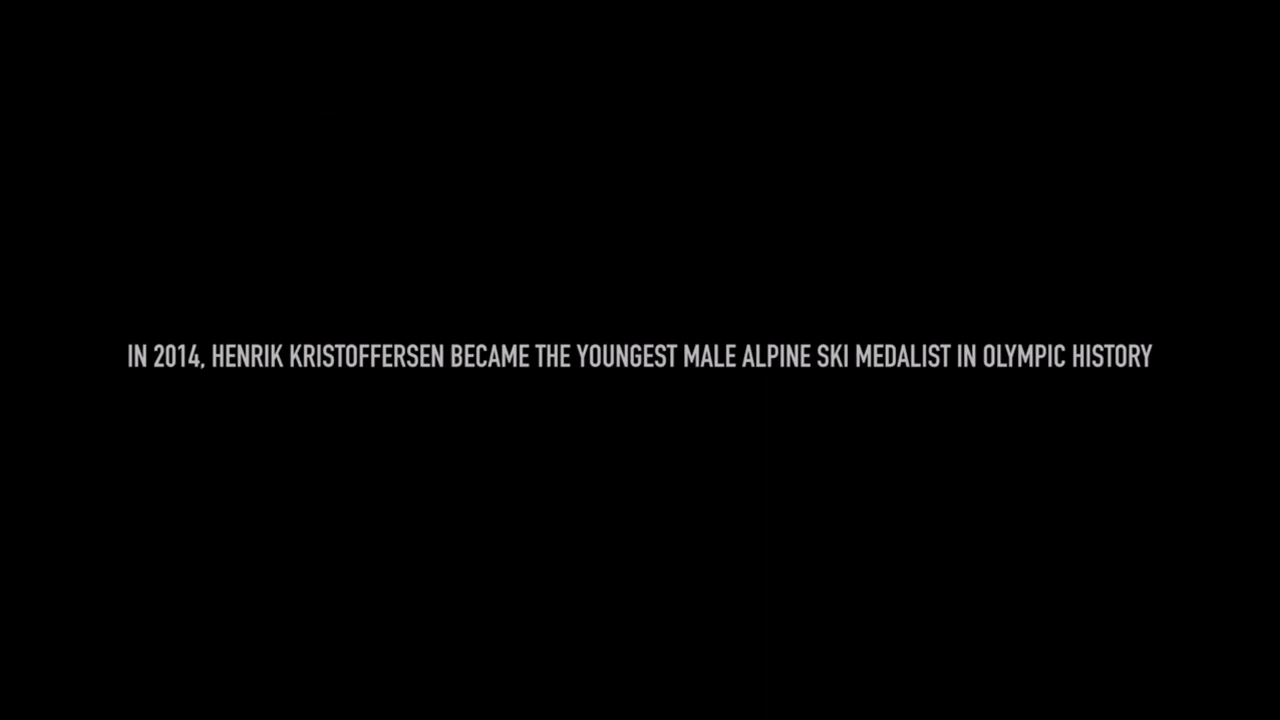 IN 2014, HENRIK KRISTOFFERSEN BECAME THE YOUNGEST MALE ALPINE SKI MEDALIST IN OLYMPIC HISTORY